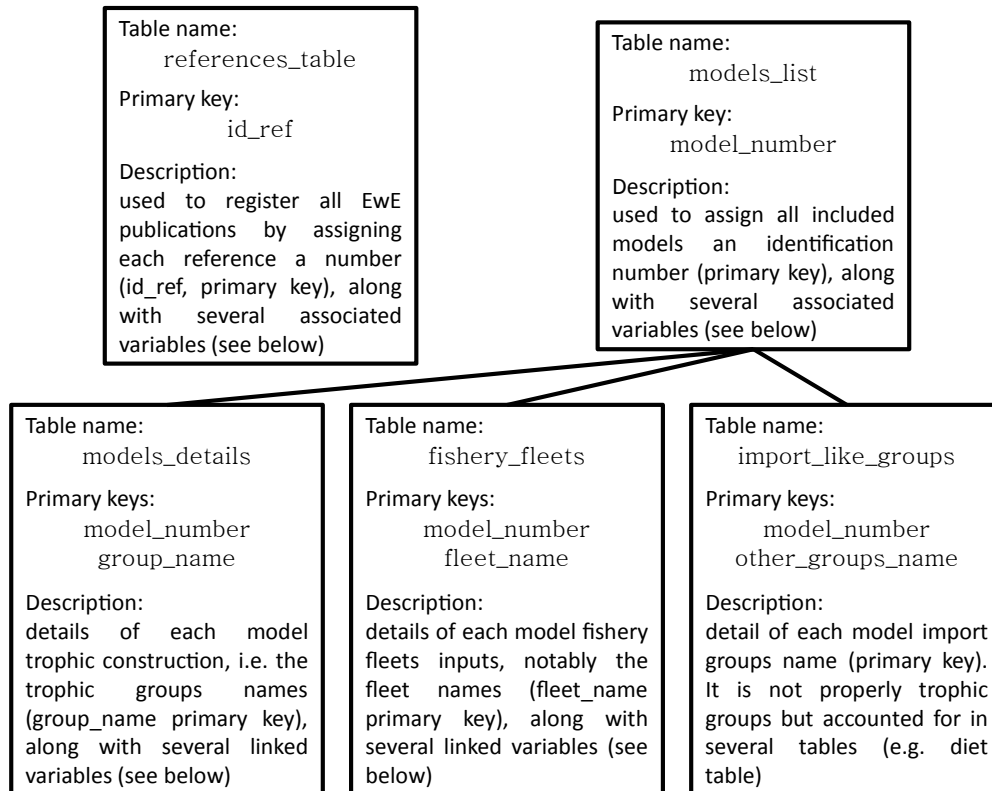 Table name:
references_table
Primary key:
id_ref
Description:
used to register all EwE
publications by assigning
each reference a number
(id_ref, primary key), along
with several associated
variables (see below)
Table name:
models_list
Primary key:
model_number
Description:
used to assign all included
models an identification
number (primary key), along
with several associated
variables (see below)
Table name:
models_details
Primary keys:
model_number
group_name
Description:
details of each model
trophic construction, i.e. the
trophic groups names
(group_name primary key),
along with several linked
variables (see below)
Table name:
fishery_fleets
Primary keys:
model_number
fleet_name
Description:
details of each model fishery
fleets inputs, notably the
fleet names (fleet_name
primary key), along with
several linked variables (see
below)
Table name:
import_like_groups
Primary keys:
model_number
other_groups_name
Description:
detail of each model import
groups name (primary key).
It is not properly trophic
groups but accounted for in
several tables (e.g. diet
table)